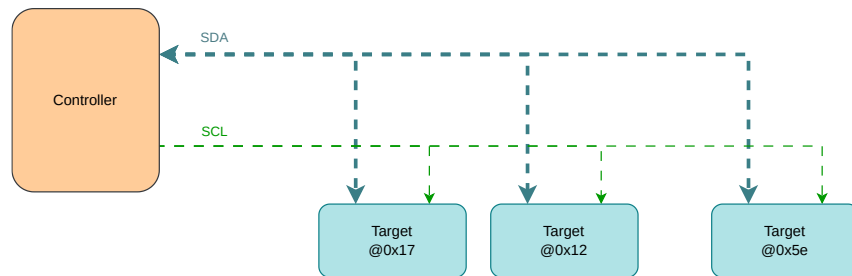 SDA
Controller
SCL
Target
@0x17
Target
@0x12
Target
@0x5e